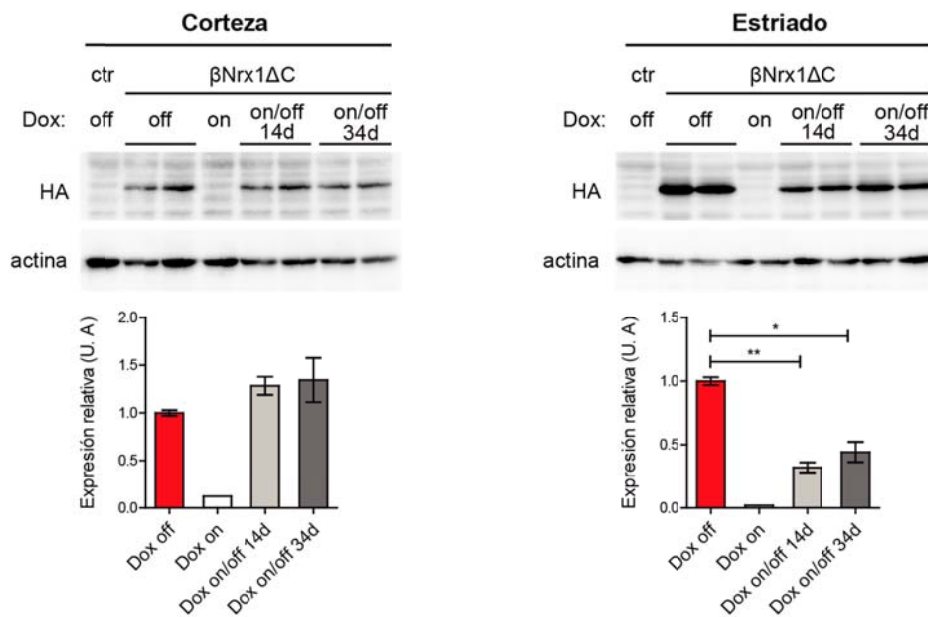 Corteza
ctr βNrx1ΔC
Dox: off off on on/off 14d on/off 34d
HA
actina
Expresión relativa (U. A)
2.0
1.5
1.0
0.5
0.0
Dox off
Dox on
Dox on/off 14d
Dox on/off 34d
Estriado
ctr βNrx1ΔC
Dox: off off on on/off 14d on/off 34d
HA
actina
Expresión relativa (U. A)
1.5
1.0
0.5
0.0
*
**
Dox off
Dox on
Dox on/off 14d
Dox on/off 34d